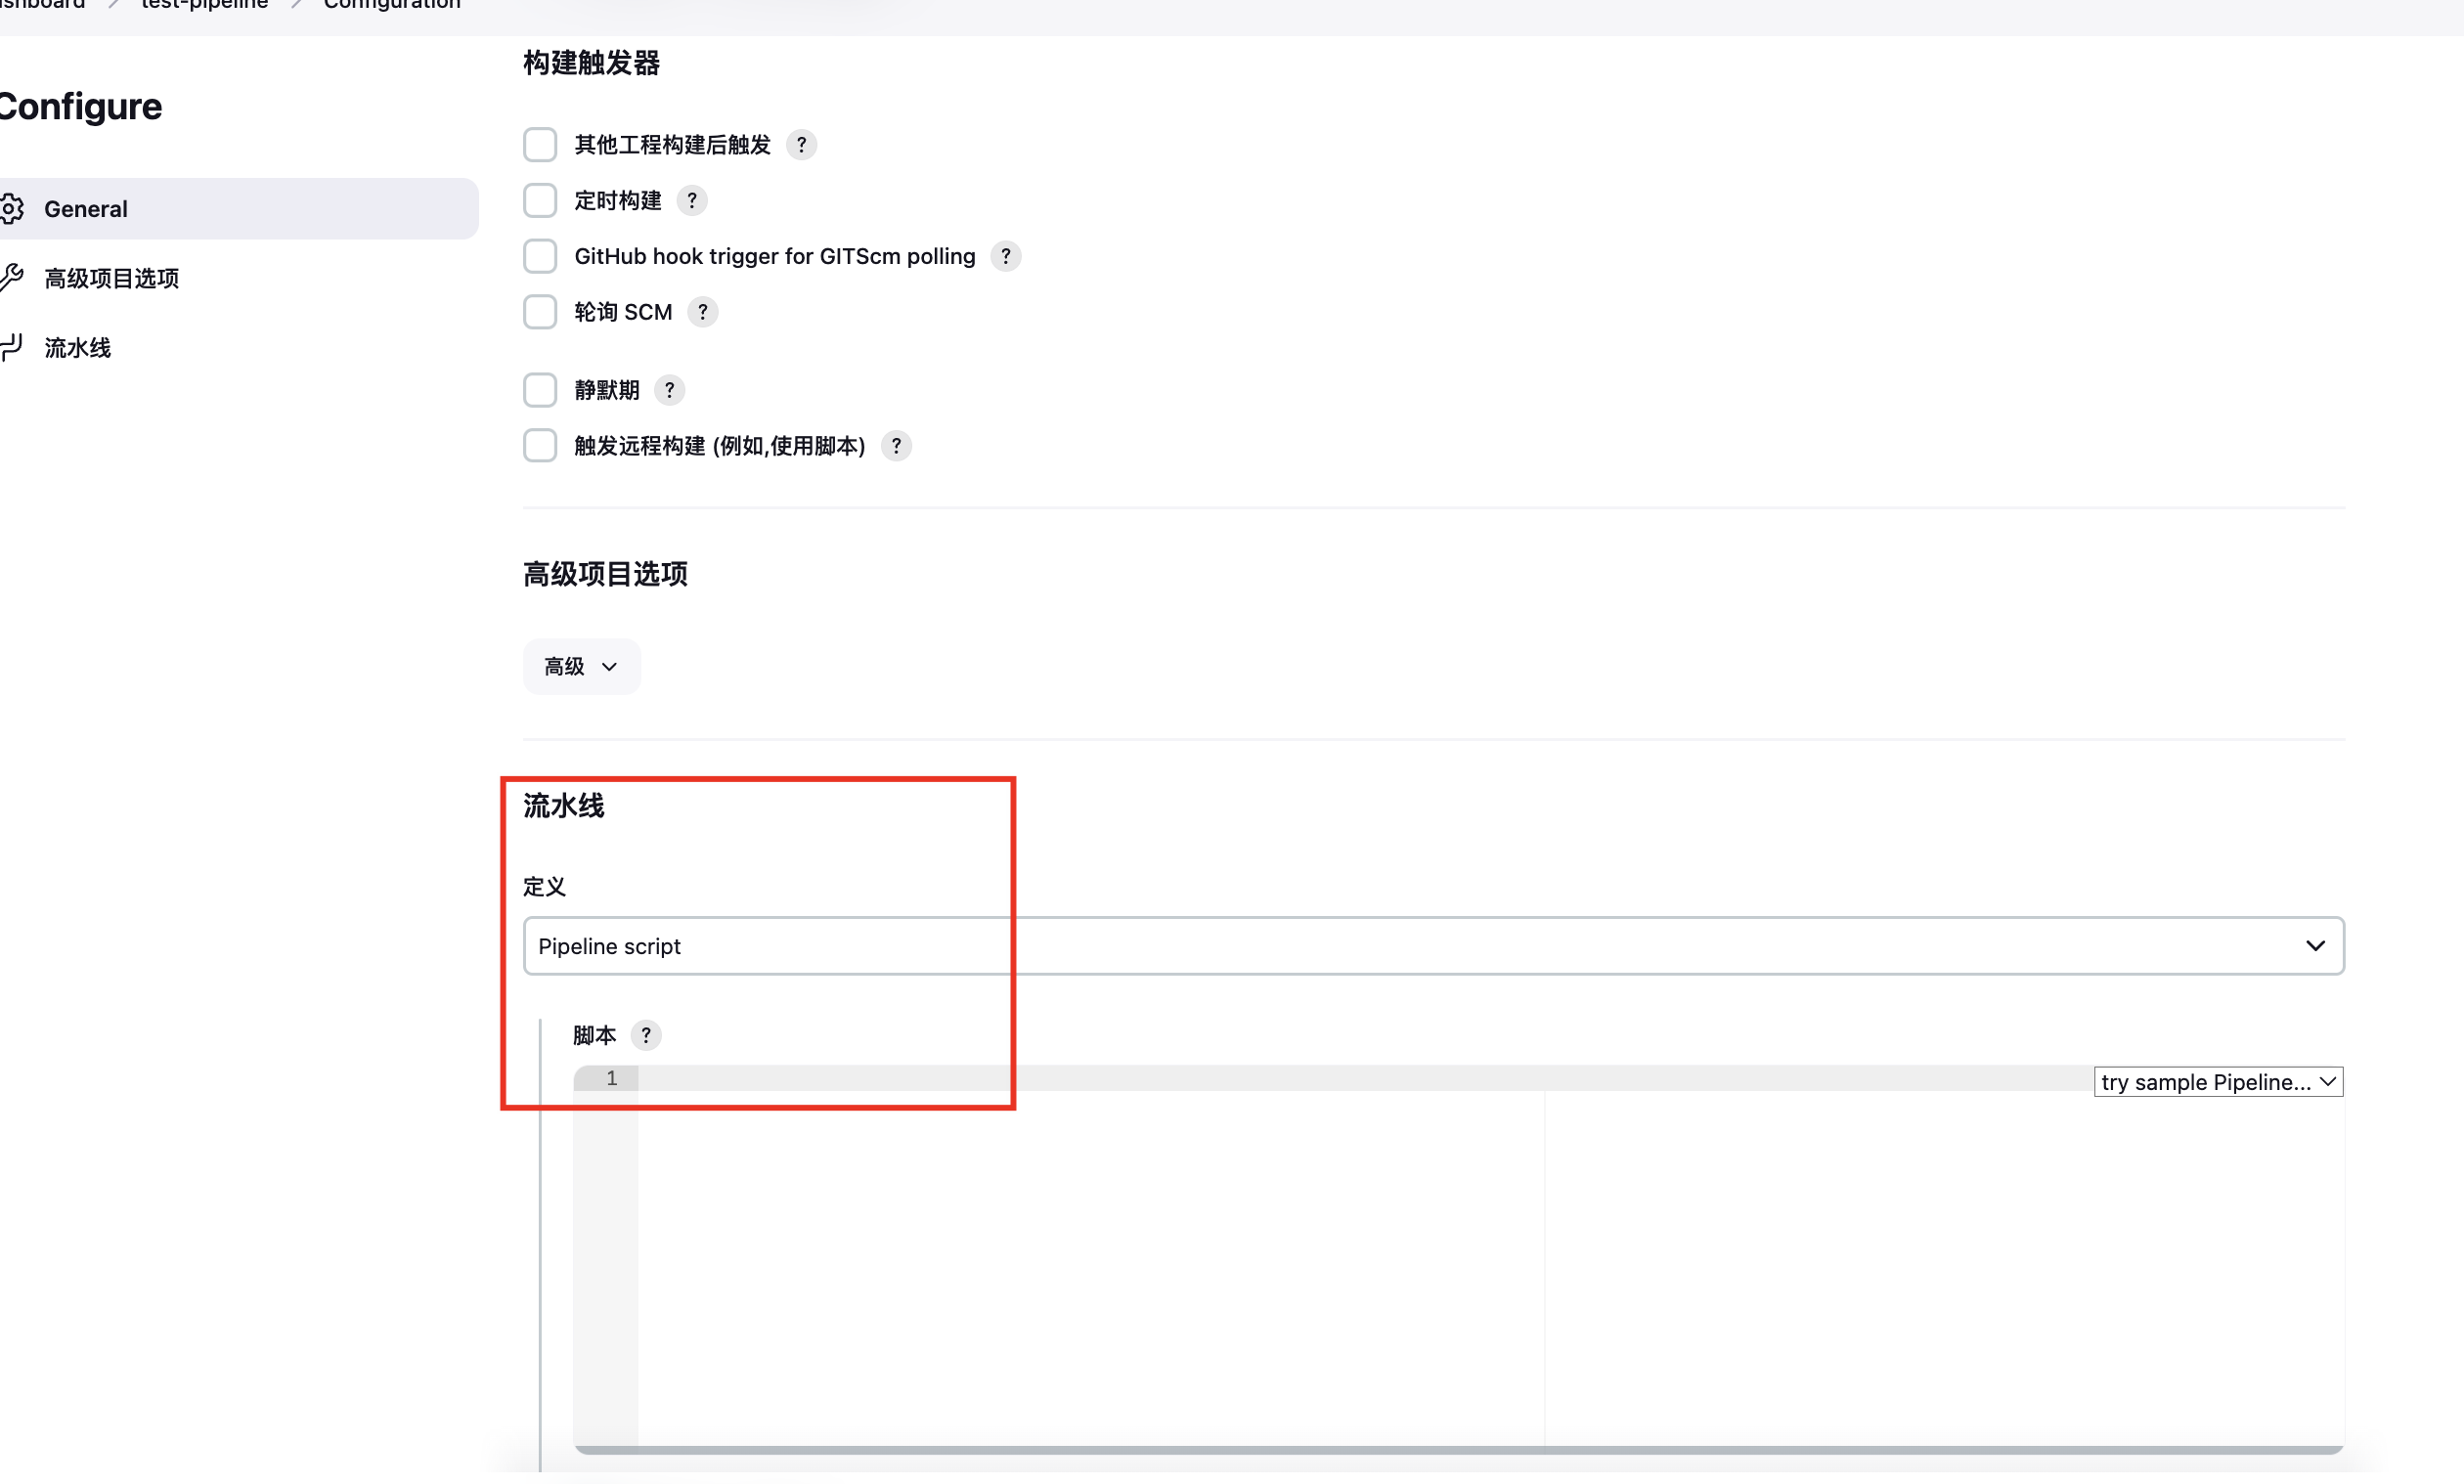 test-pipeline
Configuration
Configure
General
高级项目选项
流水线
构建触发器
其他工程构建后触发 ?
定时构建 ?
GitHub hook trigger for GITScm polling ?
轮询 SCM ?
静默期 ?
触发远程构建 (例如,使用脚本) ?
高级项目选项
高级
流水线
定义
Pipeline script
脚本 ?
1
try sample Pipeline...